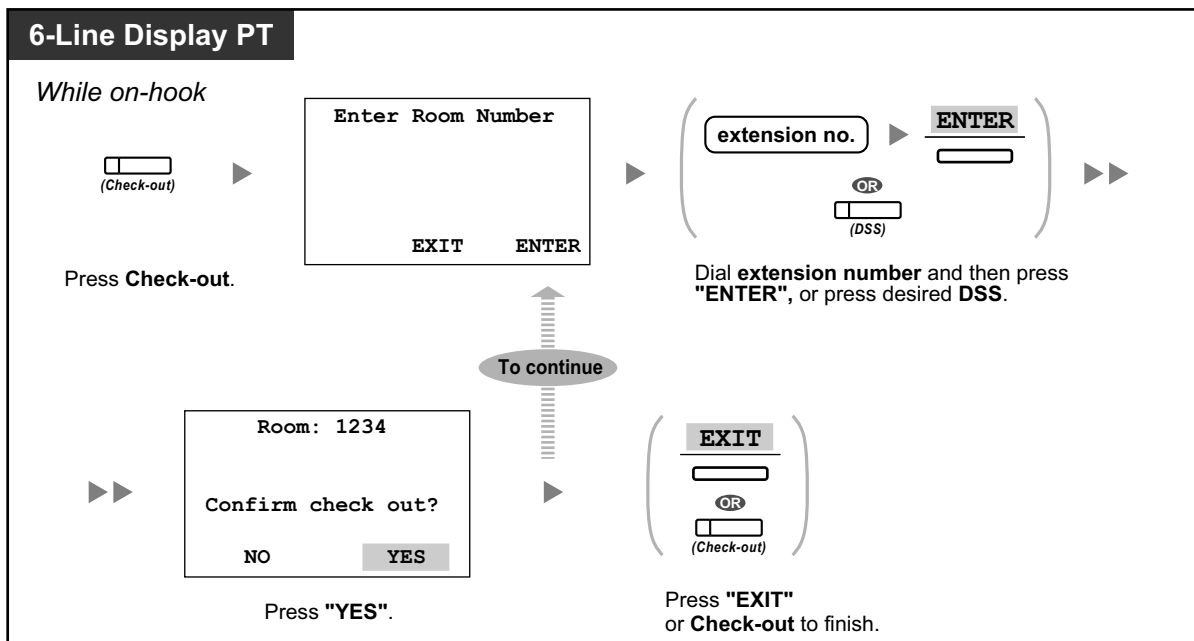 6-Line Display PT
While on-hook
(Check-out)
Press Check-out.
Enter Room Number
EXIT ENTER
extension no.
ENTER
OR
(DSS)
Dial extension number and then press
"ENTER", or press desired DSS.
To continue
Room: 1234
Confirm check out?
NO YES
Press "YES".
EXIT
OR
(Check-out)
Press "EXIT"
or Check-out to finish.